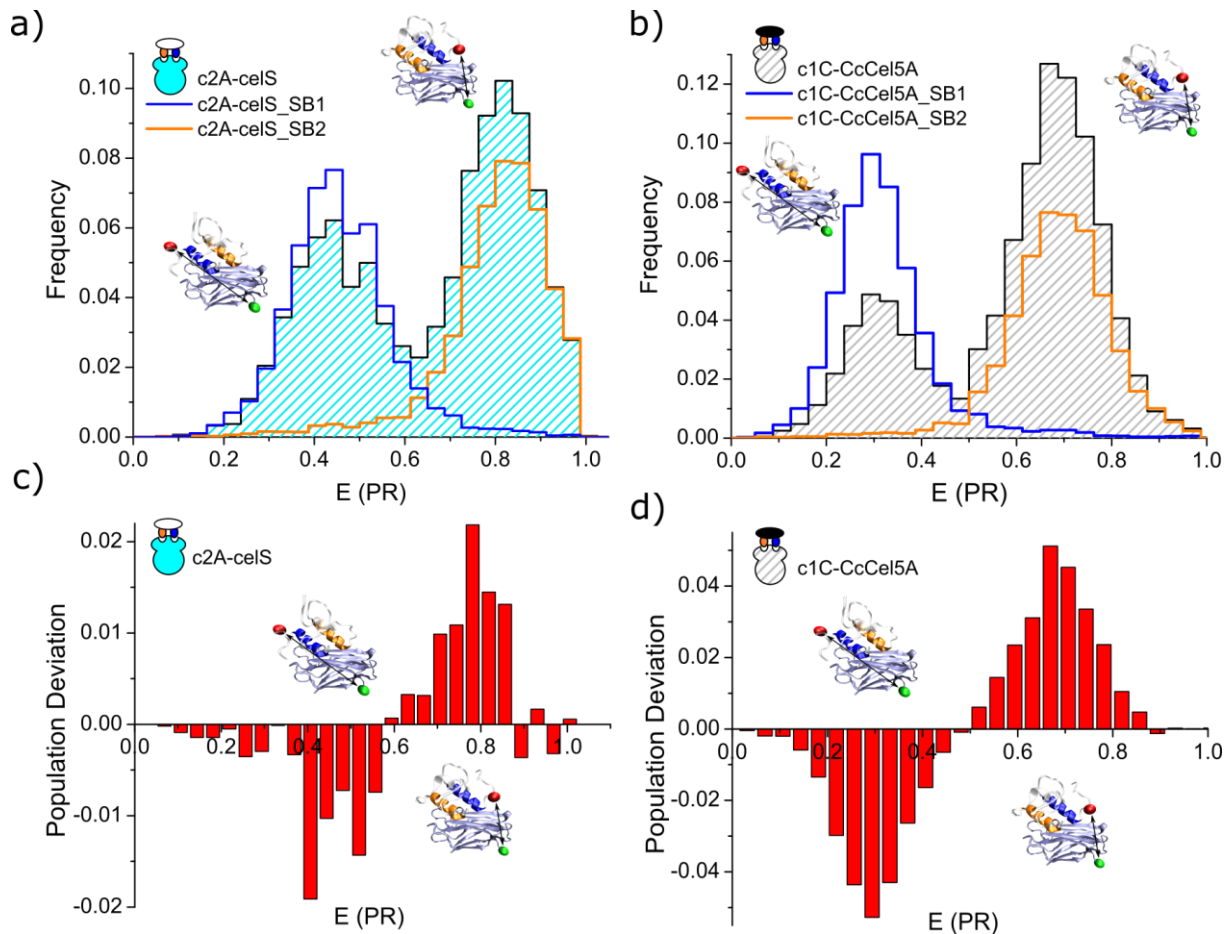 a)
c2A-celS
c2A-celS_SB1
c2A-celS_SB2
Frequency
0.10
0.08
0.06
0.04
0.02
0.00
0.0 0.2 0.4 0.6 0.8 1.0
E (PR)
b)
c1C-CcCel5A
c1C-CcCel5A_SB1
c1C-CcCel5A_SB2
Frequency
0.12
0.10
0.08
0.06
0.04
0.02
0.00
0.0 0.2 0.4 0.6 0.8 1.0
E (PR)
c)
c2A-celS
Population Deviation
0.02
0.01
0.00
-0.01
-0.02
0.0 0.2 0.4 0.6 0.8 1.0
E (PR)
d)
c1C-CcCel5A
Population Deviation
0.04
0.02
0.00
-0.02
-0.04
0.0 0.2 0.4 0.6 0.8 1.0
E (PR)